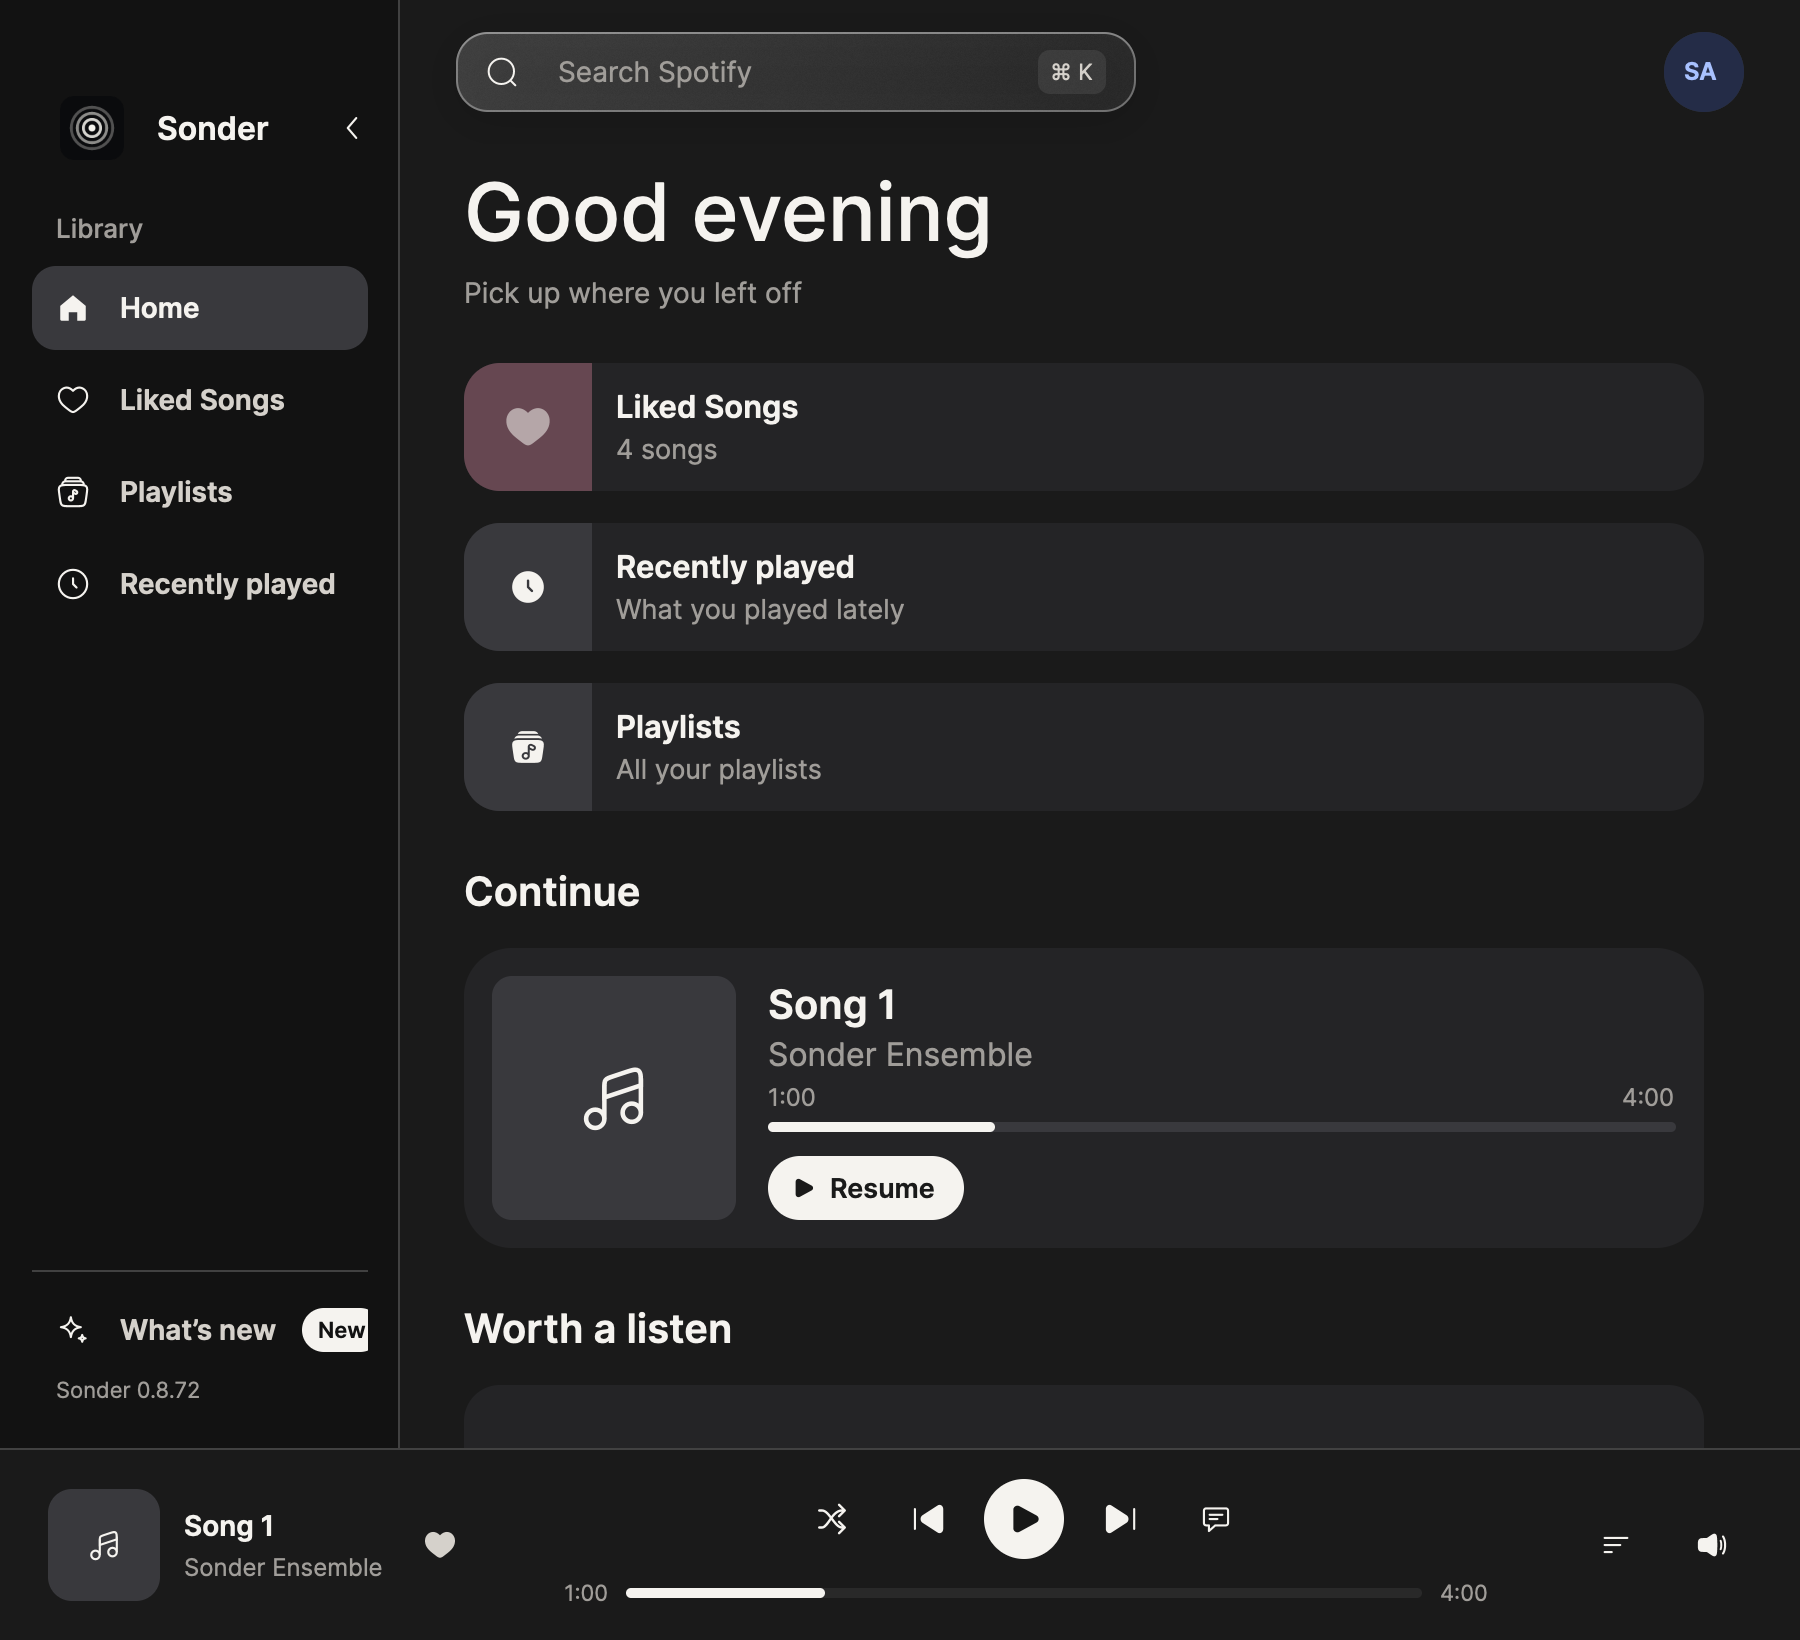 Search Spotify
⌘ K
SA
Sonder
Library
Home
Liked Songs
Playlists
Recently played
Good evening
Pick up where you left off
Liked Songs
4 songs
Recently played
What you played lately
Playlists
All your playlists
Continue
Song 1
Sonder Ensemble
1:00
4:00
Resume
Worth a listen
What’s new
New
Sonder 0.8.72
Song 1
Sonder Ensemble
1:00
4:00